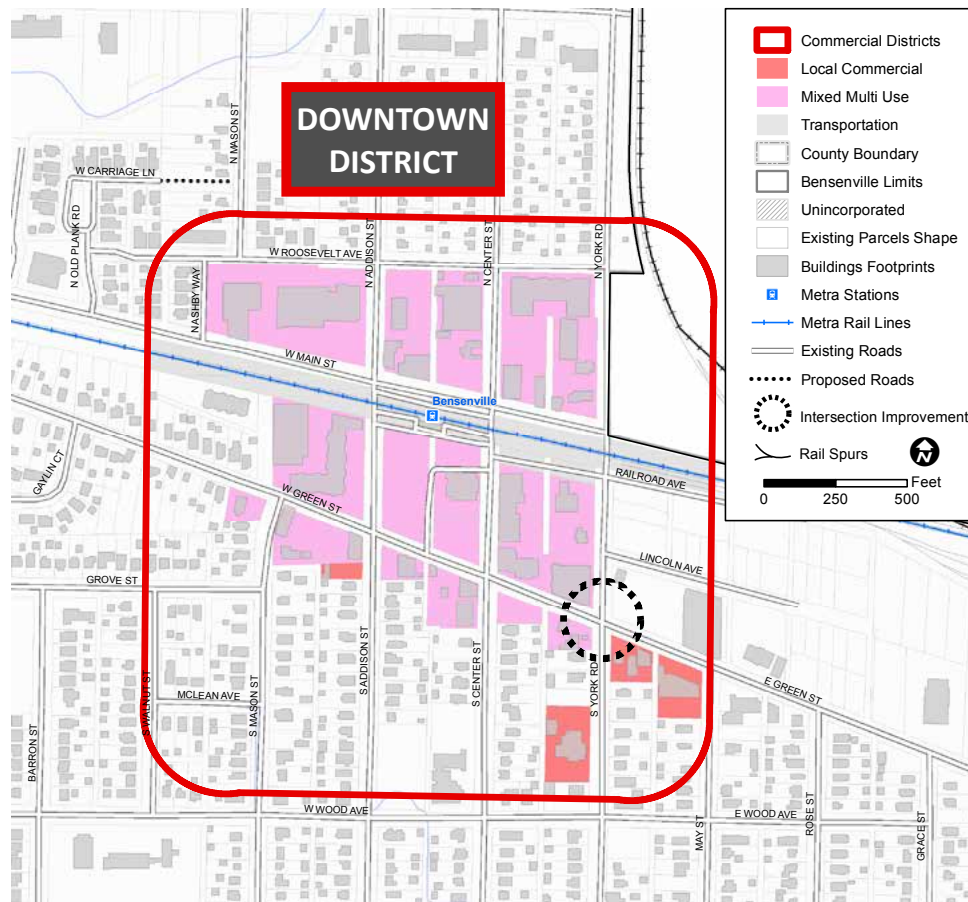 DOWNTOWN
DISTRICT
Commercial Districts
Local Commercial
Mixed Multi Use
Transportation
County Boundary
Bensenville Limits
Unincorporated
Existing Parcels Shape
Buildings Footprints
Metra Stations
Metra Rail Lines
Existing Roads
Proposed Roads
Intersection Improvement
Rail Spurs
N
Feet
0 250 500
N MASON ST
W CARRIAGE LN
N OLD PLANK RD
W ROOSEVELT AVE
N ADDISON ST
N CENTER ST
N YORK RD
N ASHBY WAY
W MAIN ST
Bensenville
RAILROAD AVE
GAYLIN CT
W GREEN ST
LINCOLN AVE
GROVE ST
S ADDISON ST
S CENTER ST
S YORK RD
E GREEN ST
MCLEAN AVE
S WALNUT ST
S MASON ST
BARRON ST
W WOOD AVE
MAY ST
E WOOD AVE
ROSE ST
GRACE ST